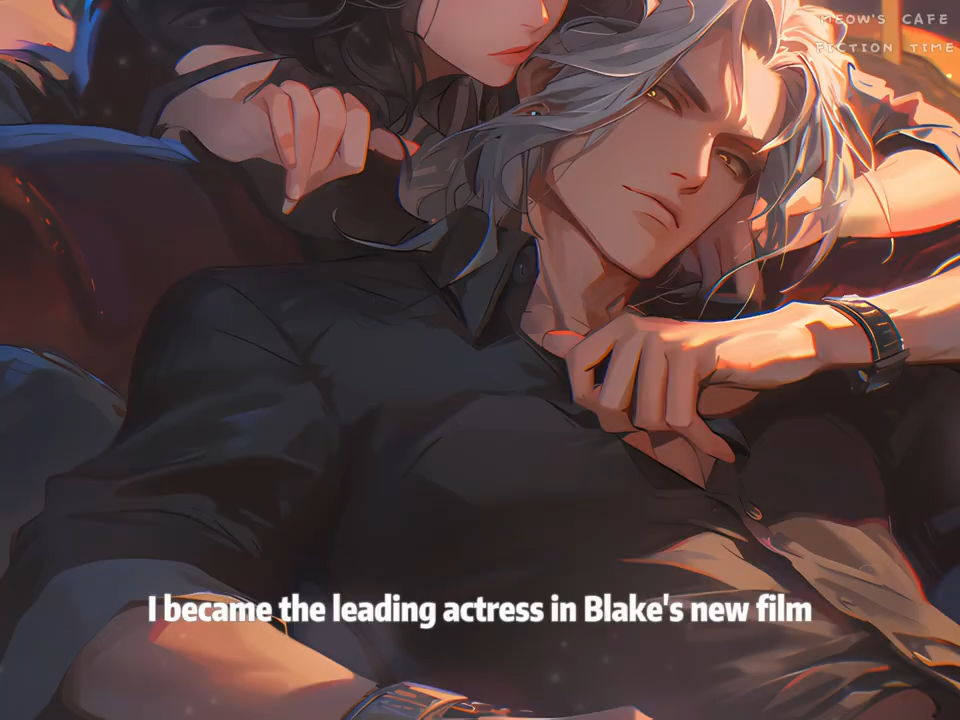 MEOW'S CAFE
FICTION TIME
I became the leading actress in Blake's new film